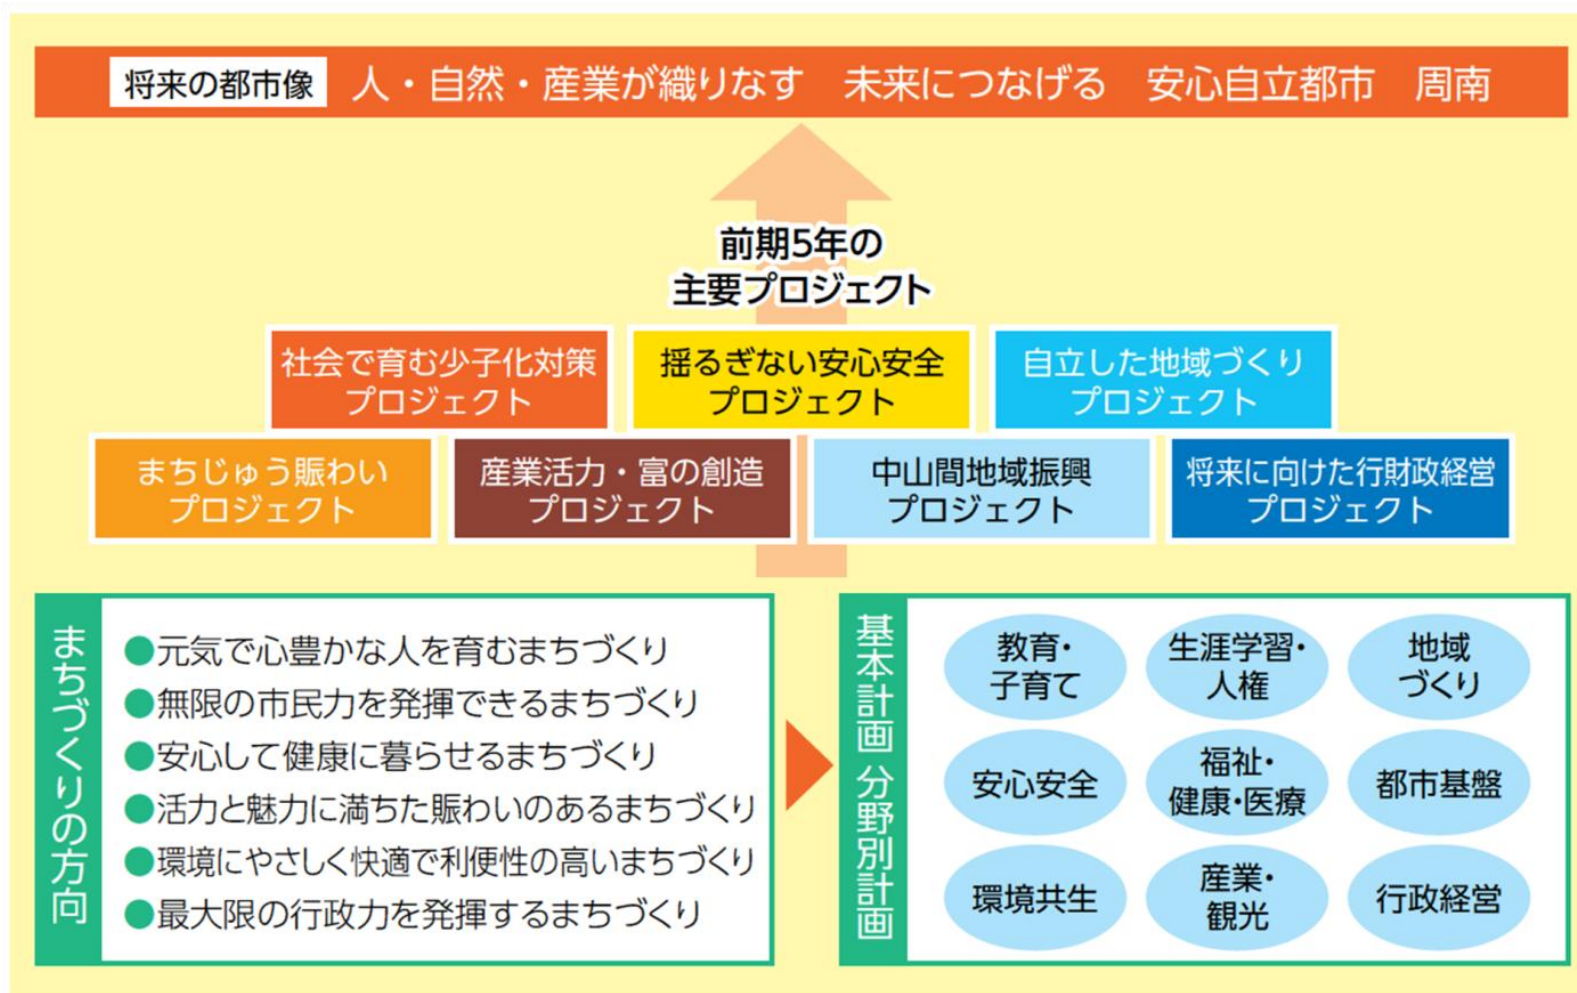 将来の都市像 人・自然・産業が織りなす 未来につなげる 安心自立都市 周南
前期5年の
主要プロジェクト
社会で育む少子化対策
プロジェクト
揺るぎない安心安全
プロジェクト
自立した地域づくり
プロジェクト
まちじゅう賑わい
プロジェクト
産業活力・富の創造
プロジェクト
中山間地域振興
プロジェクト
将来に向けた行財政経営
プロジェクト
まちづくりの方向
●元気で心豊かな人を育むまちづくり
●無限の市民力を発揮できるまちづくり
●安心して健康に暮らせるまちづくり
●活力と魅力に満ちた賑わいのあるまちづくり
●環境にやさしく快適で利便性の高いまちづくり
●最大限の行政力を発揮するまちづくり
基本計画 分野別計画
教育・
子育て
生涯学習・
人権
地域
づくり
安心安全
福祉・
健康・医療
都市基盤
環境共生
産業・
観光
行政経営